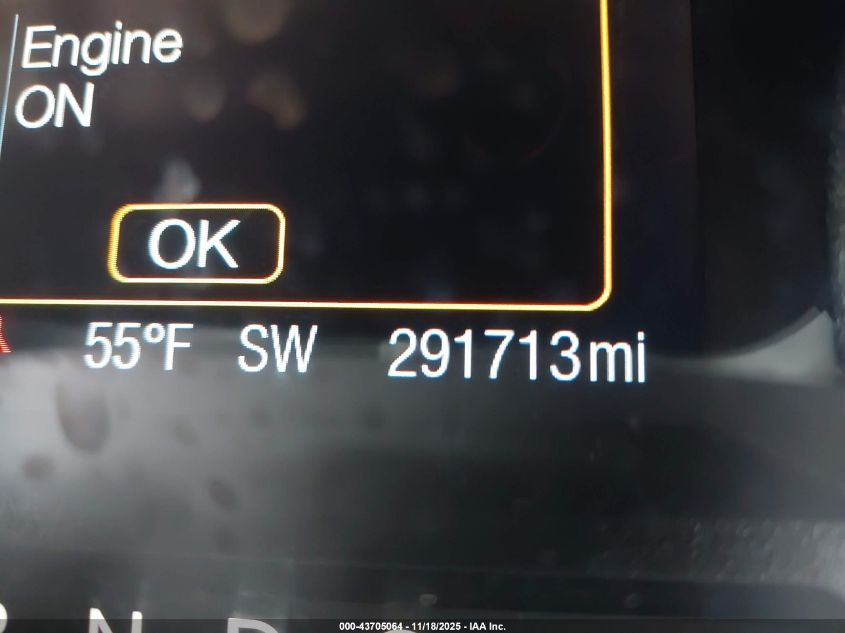 Engine
ON
OK
55°F SW 291713mi
N D
000-43705064 - 11/18/2025 - IAA Inc.